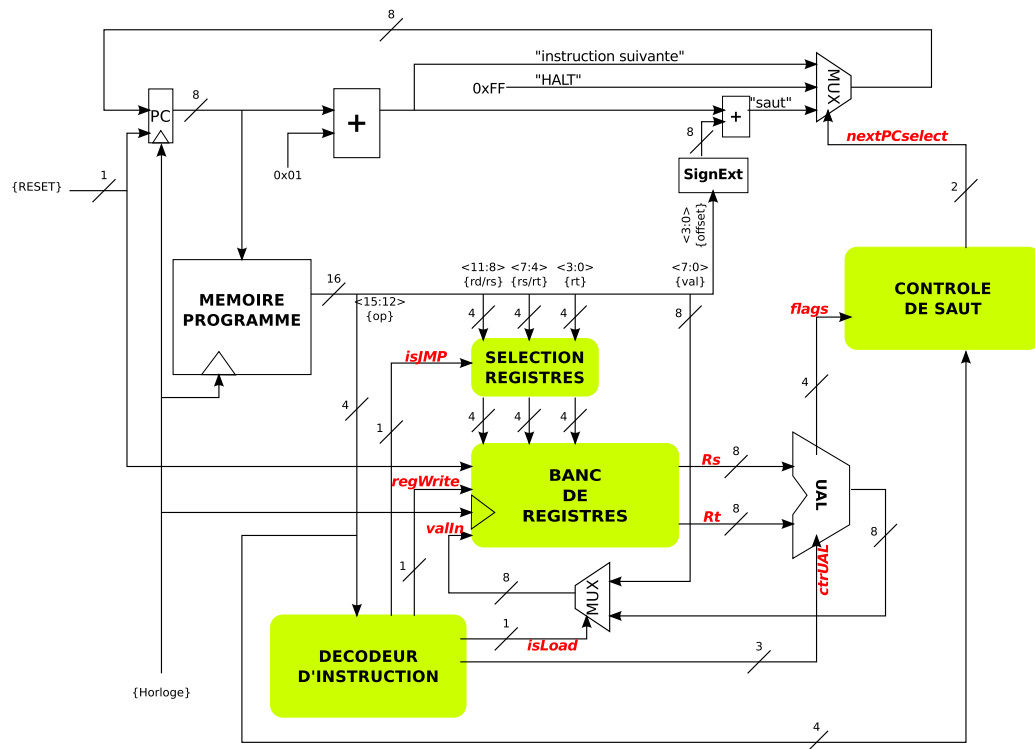 8
"instruction suivante"
0xFF
"HALT"
MUX
PC
8
+
"saut"
+
8
0x01
nextPCselect
{RESET}
1
SignExt
2
<3:0>
{offset}
16
<15:12>
{op}
<11:8>
{rd/rs}
<7:4>
{rs/rt}
<3:0>
{rt}
<7:0>
{val}
MEMOIRE
PROGRAMME
4
4
4
8
CONTROLE
DE SAUT
flags
isJMP
SELECTION
REGISTRES
4
4
1
4
4
4
regWrite
BANC
DE
REGISTRES
Rs
8
UAL
valIn
Rt
8
8
1
8
MUX
ctrUAL
1
isLoad
3
DECODEUR
D'INSTRUCTION
{Horloge}
4